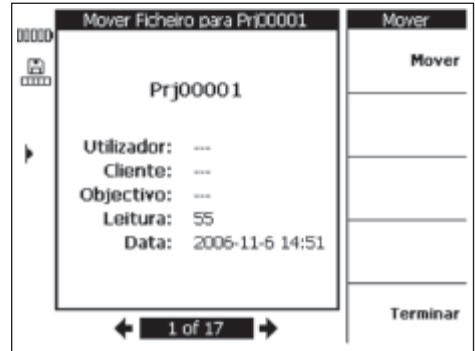 Mover Ficheiro para Prj00001
Mover
Mover
Prj00001
Utilizador: ---
Cliente: ---
Objectivo: ---
Leitura: 55
Data: 2006-11-6 14:51
1 of 17
Terminar